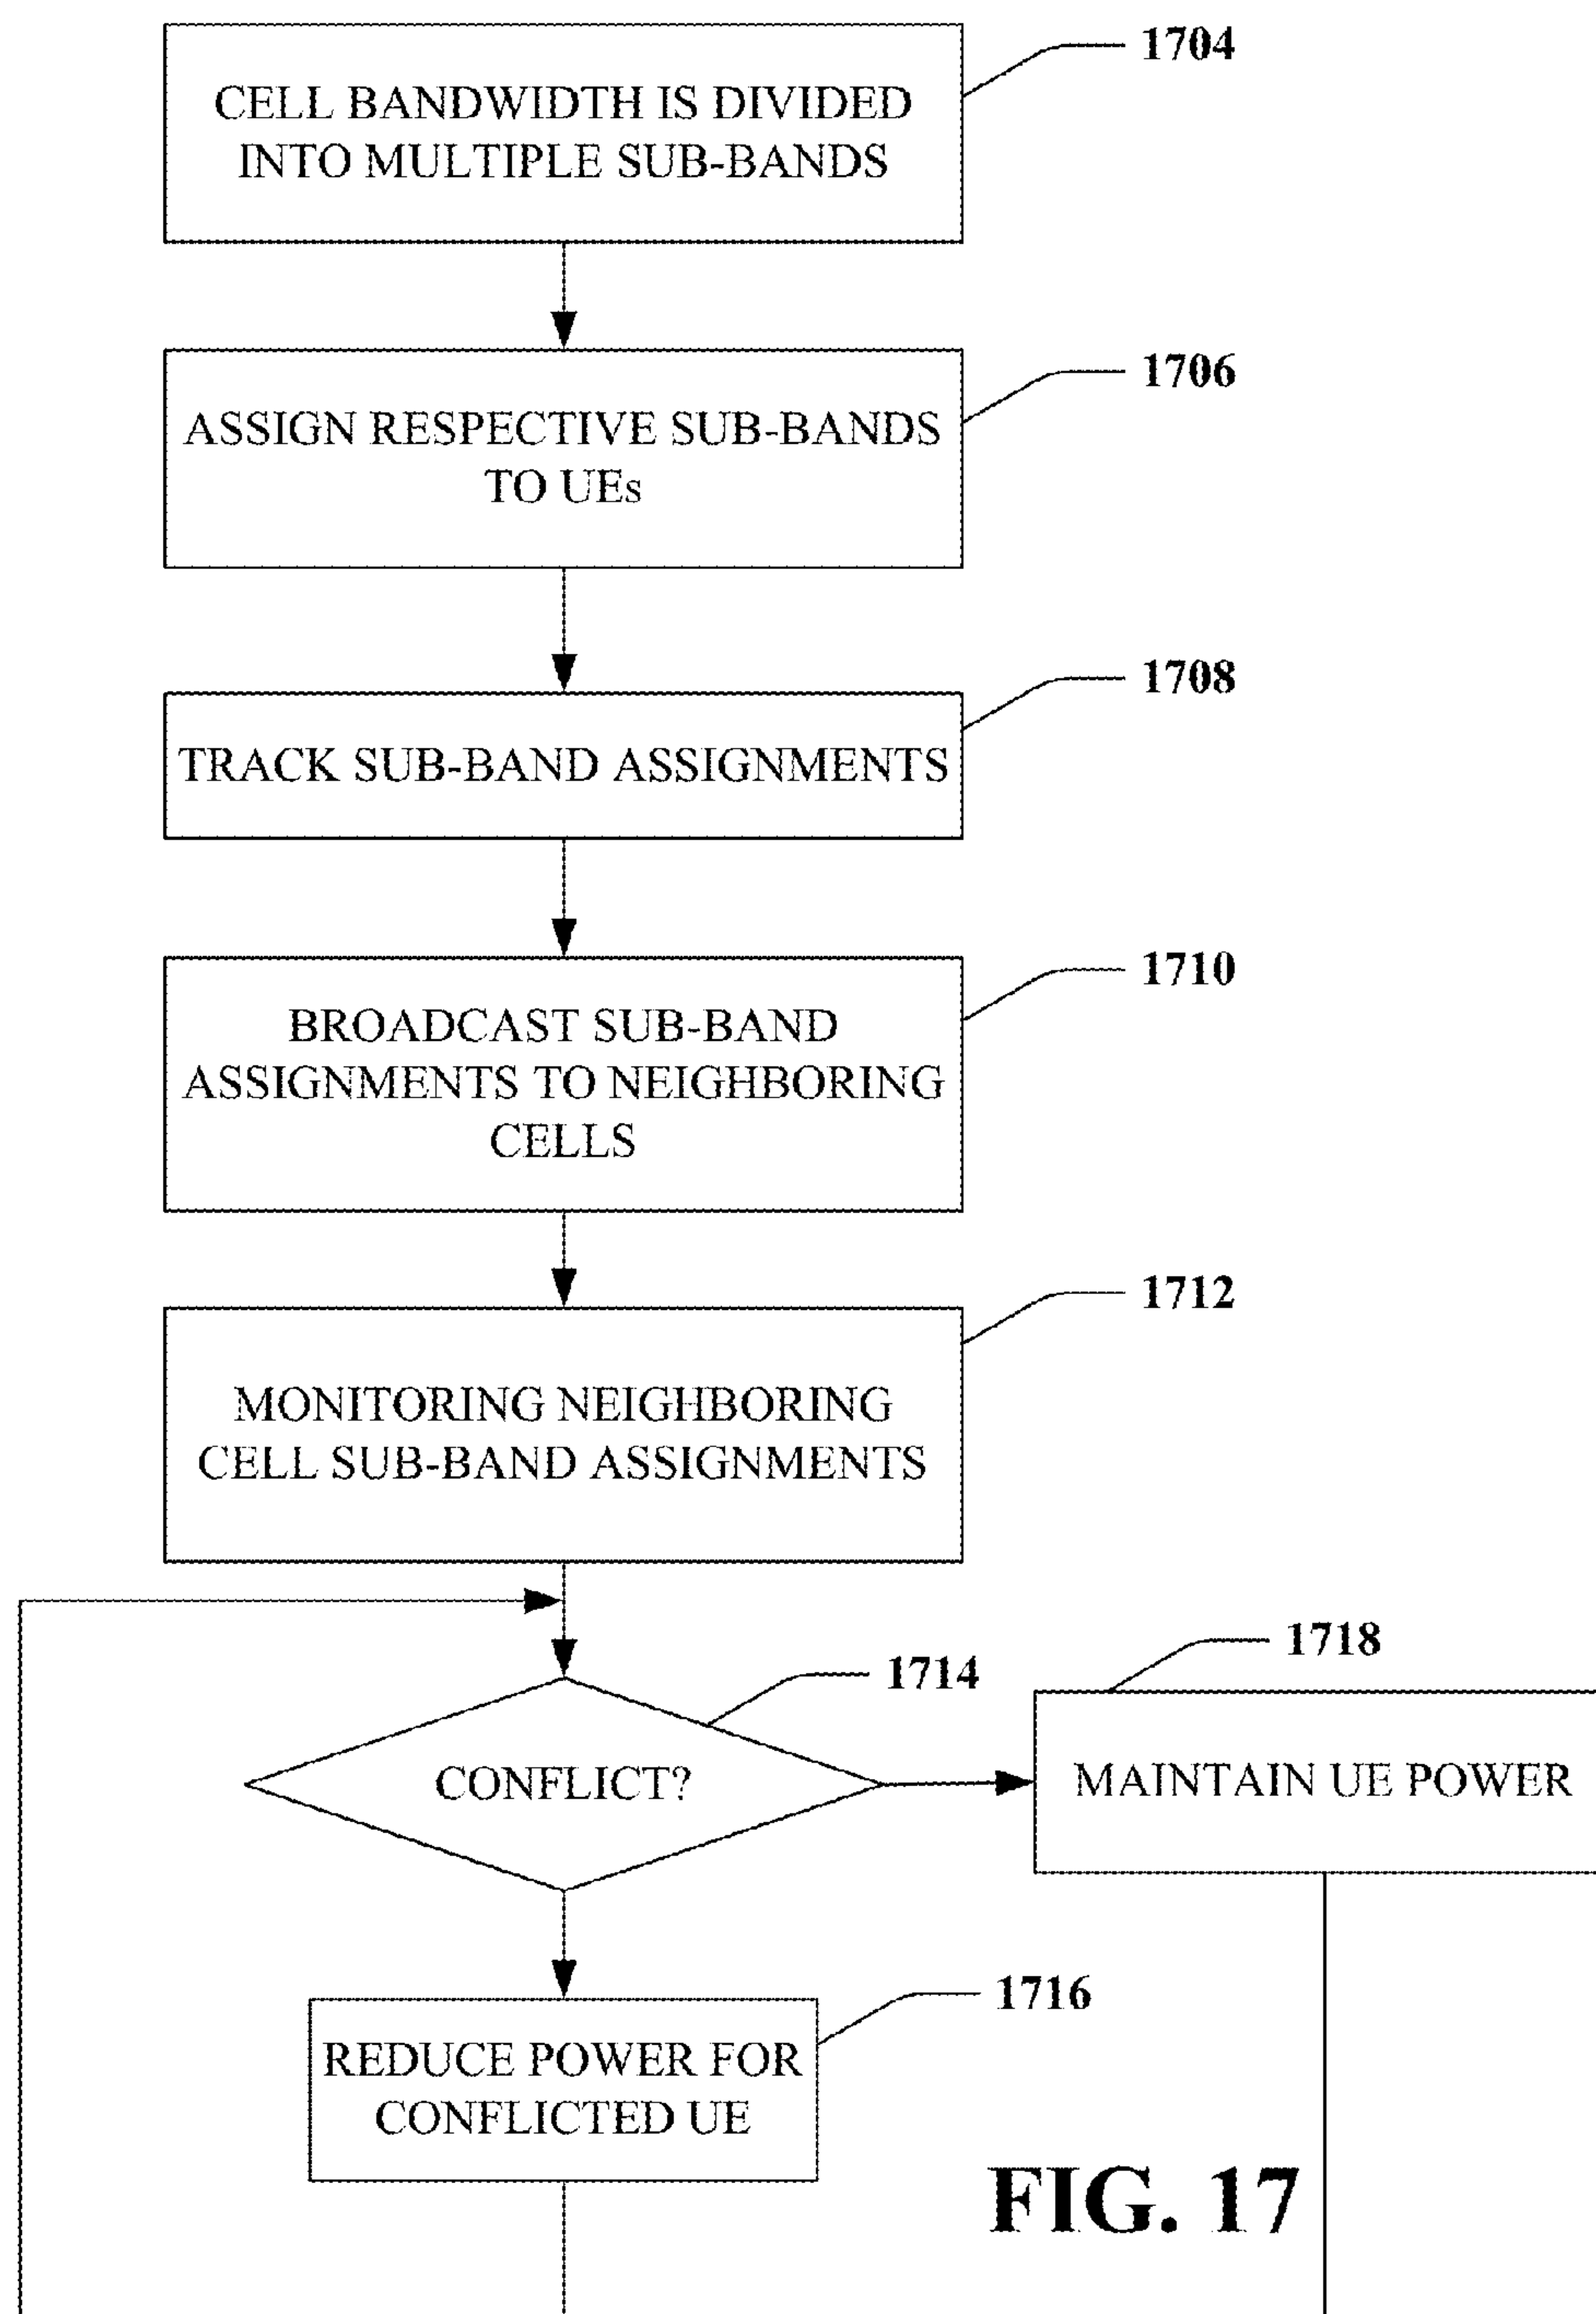 1704
CELL BANDWIDTH IS DIVIDED
INTO MULTIPLE SUB-BANDS
1706
ASSIGN RESPECTIVE SUB-BANDS
TO UEs
1708
TRACK SUB-BAND ASSIGNMENTS
1710
BROADCAST SUB-BAND
ASSIGNMENTS TO NEIGHBORING
CELLS
1712
MONITORING NEIGHBORING
CELL SUB-BAND ASSIGNMENTS
1714
CONFLICT?
1718
MAINTAIN UE POWER
1716
REDUCE POWER FOR
CONFLICTED UE
FIG. 17